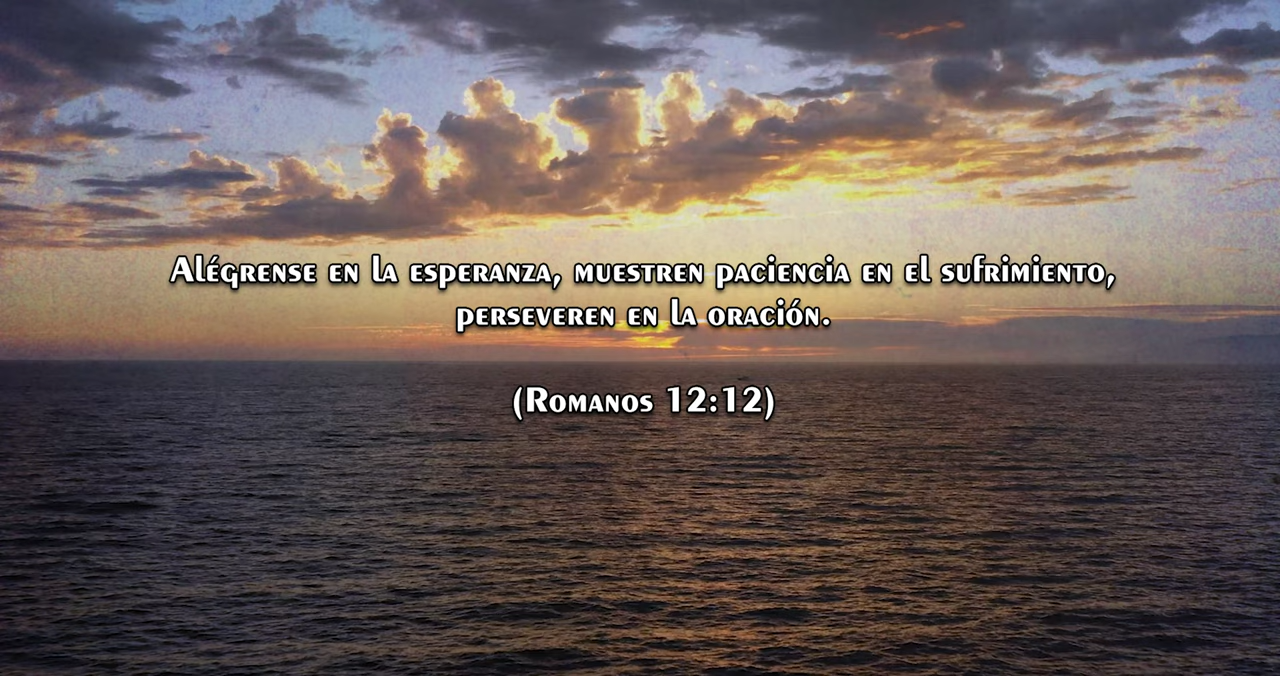 Alégrense en la esperanza, muestren paciencia en el sufrimiento,
perseveren en la oración.
(Romanos 12:12)